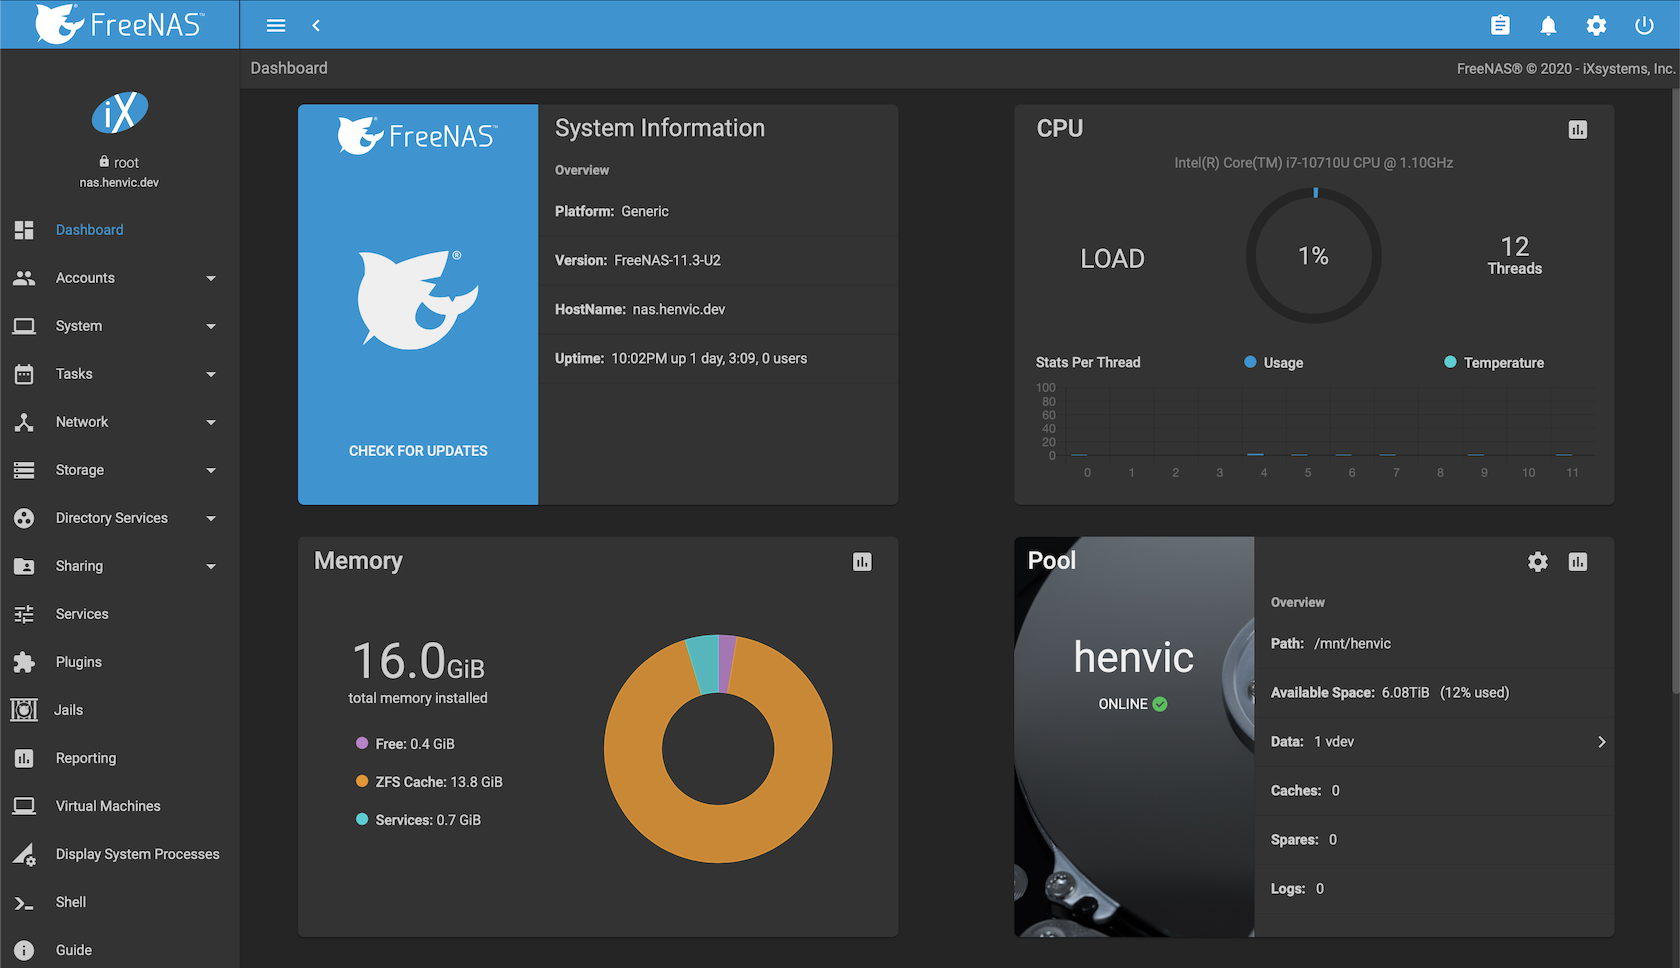 FreeNAS™
Dashboard
FreeNAS® © 2020 - iXsystems, Inc.
iX
root
nas.henvic.dev
Dashboard
Accounts
System
Tasks
Network
Storage
Directory Services
Sharing
Services
Plugins
Jails
Reporting
Virtual Machines
Display System Processes
Shell
Guide
FreeNAS™
®
CHECK FOR UPDATES
System Information
Overview
Platform: Generic
Version: FreeNAS-11.3-U2
HostName: nas.henvic.dev
Uptime: 10:02PM up 1 day, 3:09, 0 users
CPU
Intel(R) Core(TM) i7-10710U CPU @ 1.10GHz
LOAD
1%
12
Threads
Stats Per Thread
Usage
Temperature
100
80
60
40
20
0
0 1 2 3 4 5 6 7 8 9 10 11
Memory
16.0GiB
total memory installed
Free: 0.4 GiB
ZFS Cache: 13.8 GiB
Services: 0.7 GiB
Pool
henvic
ONLINE
Overview
Path: /mnt/henvic
Available Space: 6.08TiB (12% used)
Data: 1 vdev
Caches: 0
Spares: 0
Logs: 0